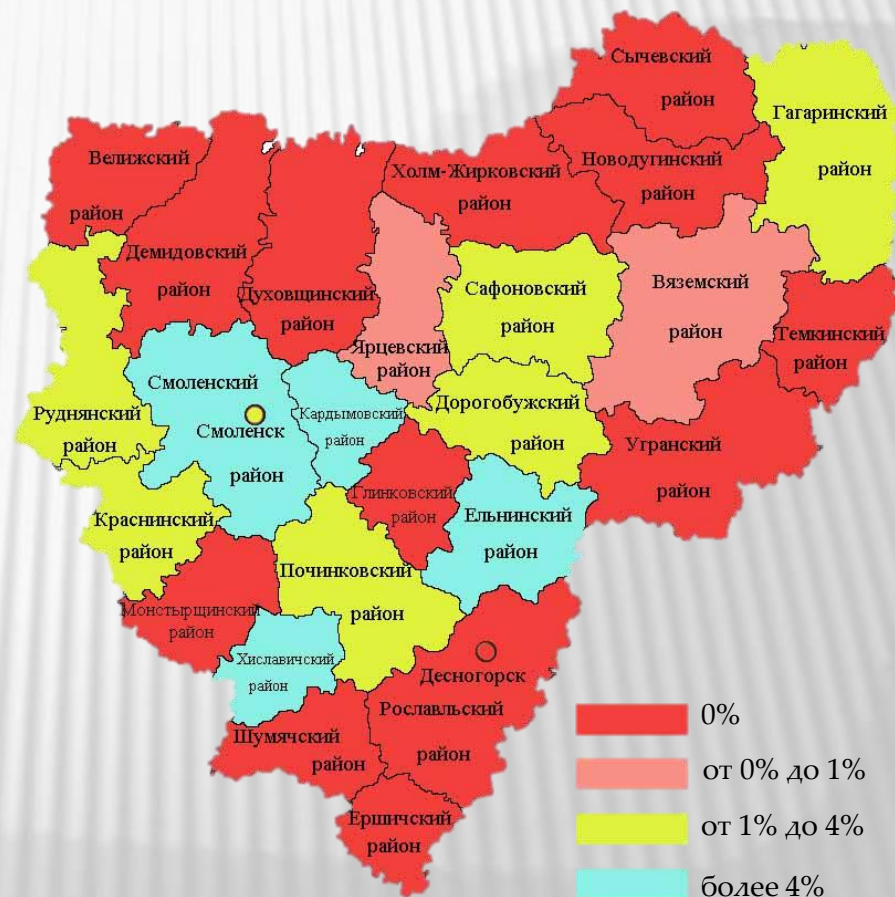 Сычевский
район
Гагаринский
район
Велижский
район
Холм-Жирковский
район
Новодугинский
район
Демидовский
район
Духовщинский
район
Сафоновский
район
Вяземский
район
Ярцевский
район
Темкинский
район
Смоленский
Смоленск
район
Кардымовский
район
Дорогобужский
район
Руднянский
район
Угранский
район
Глинковский
район
Ельнинский
район
Краснинский
район
Починковский
район
Монстырщинский
район
Хиславичский
район
Десногорск
Рославльский
район
Шумячский
район
Ершичский
район
0%
от 0% до 1%
от 1% до 4%
более 4%